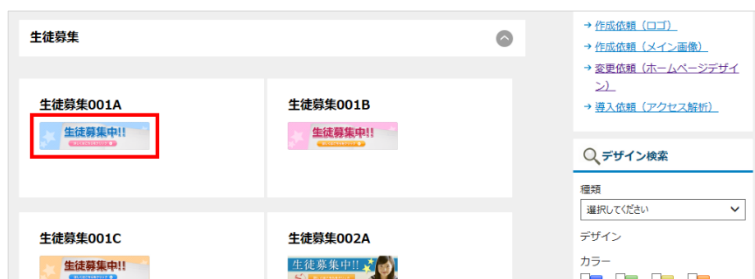 生徒募集
生徒募集001A
生徒募集中!!
生徒募集001B
生徒募集中!!
生徒募集001C
生徒募集中!!
生徒募集002A
生徒募集中!!
→ 作成依頼（ロゴ）
→ 作成依頼（メイン画像）
→ 変更依頼（ホームページデザイ
ン）
→ 導入依頼（アクセス解析）
デザイン検索
種類
選択してください
デザイン
カラー